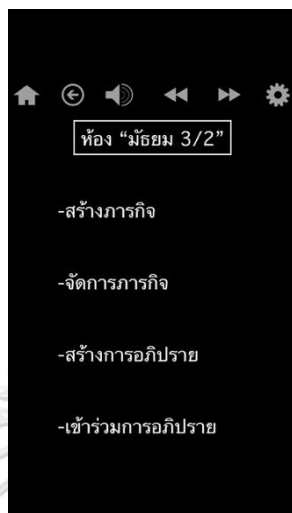 ห้อง “มัธยม 3/2”
-สร้างภารกิจ
-จัดการภารกิจ
-สร้างการอภิปราย
-เข้าร่วมการอภิปราย